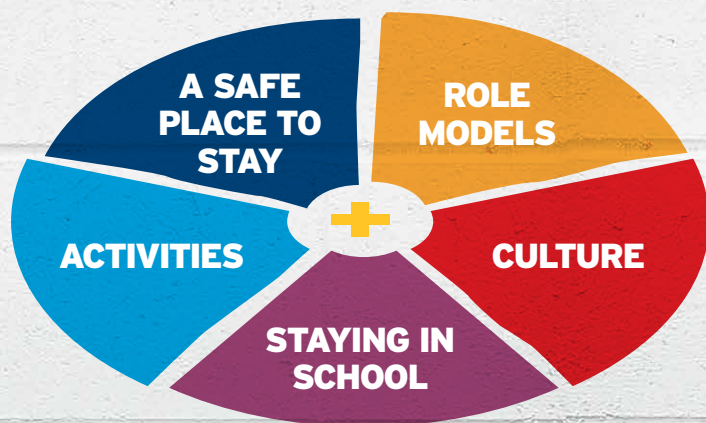 A SAFE
PLACE TO
STAY
ROLE
MODELS
ACTIVITIES
CULTURE
STAYING IN
SCHOOL